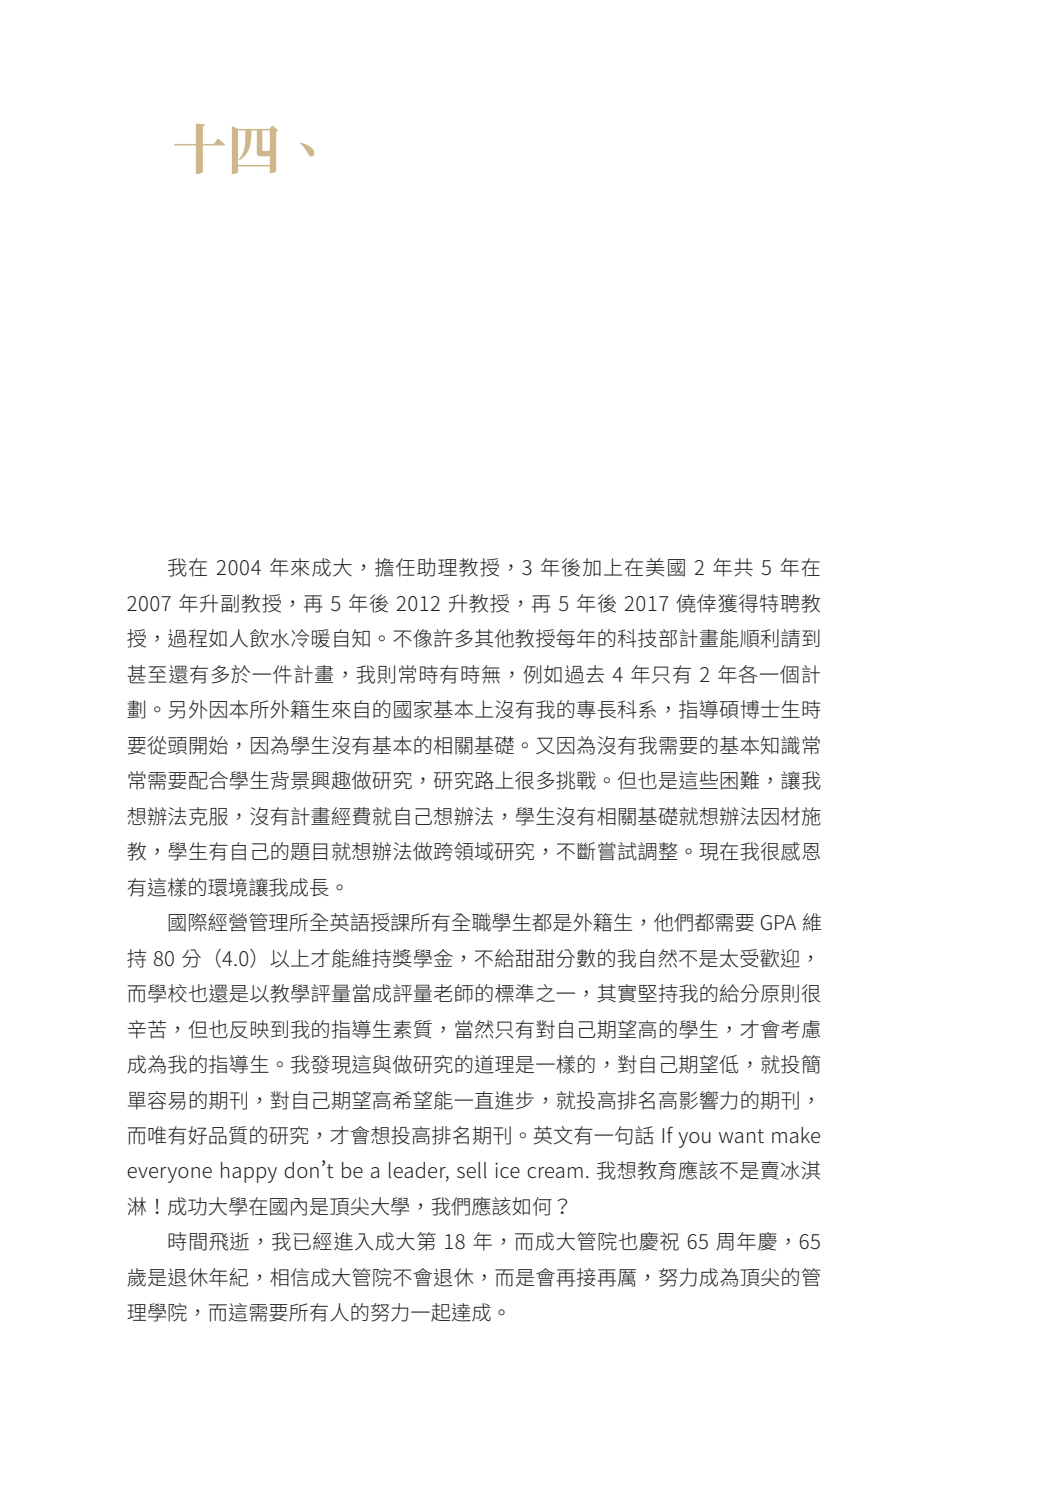 十四、
我在 2004 年來成大，擔任助理教授，3 年後加上在美國 2 年共 5 年在
2007 年升副教授，再 5 年後 2012 升教授，再 5 年後 2017 僥倖獲得特聘教
授，過程如人飲水冷暖自知。不像許多其他教授每年的科技部計畫能順利請到
甚至還有多於一件計畫，我則常時有時無，例如過去 4 年只有 2 年各一個計
劃。另外因本所外籍生來自的國家基本上沒有我的專長科系，指導碩博士生時
要從頭開始，因為學生沒有基本的相關基礎。又因為沒有我需要的基本知識常
常需要配合學生背景興趣做研究，研究路上很多挑戰。但也是這些困難，讓我
想辦法克服，沒有計畫經費就自己想辦法，學生沒有相關基礎就想辦法因材施
教，學生有自己的題目就想辦法做跨領域研究，不斷嘗試調整。現在我很感恩
有這樣的環境讓我成長。
國際經營管理所全英語授課所有全職學生都是外籍生，他們都需要 GPA 維
持 80 分（4.0）以上才能維持獎學金，不給甜甜分數的我自然不是太受歡迎，
而學校也還是以教學評量當成評量老師的標準之一，其實堅持我的給分原則很
辛苦，但也反映到我的指導生素質，當然只有對自己期望高的學生，才會考慮
成為我的指導生。我發現這與做研究的道理是一樣的，對自己期望低，就投簡
單容易的期刊，對自己期望高希望能一直進步，就投高排名高影響力的期刊，
而唯有好品質的研究，才會想投高排名期刊。英文有一句話 If you want make
everyone happy don’t be a leader, sell ice cream. 我想教育應該不是賣冰淇
淋！成功大學在國內是頂尖大學，我們應該如何？
時間飛逝，我已經進入成大第 18 年，而成大管院也慶祝 65 周年慶，65
歲是退休年紀，相信成大管院不會退休，而是會再接再厲，努力成為頂尖的管
理學院，而這需要所有人的努力一起達成。